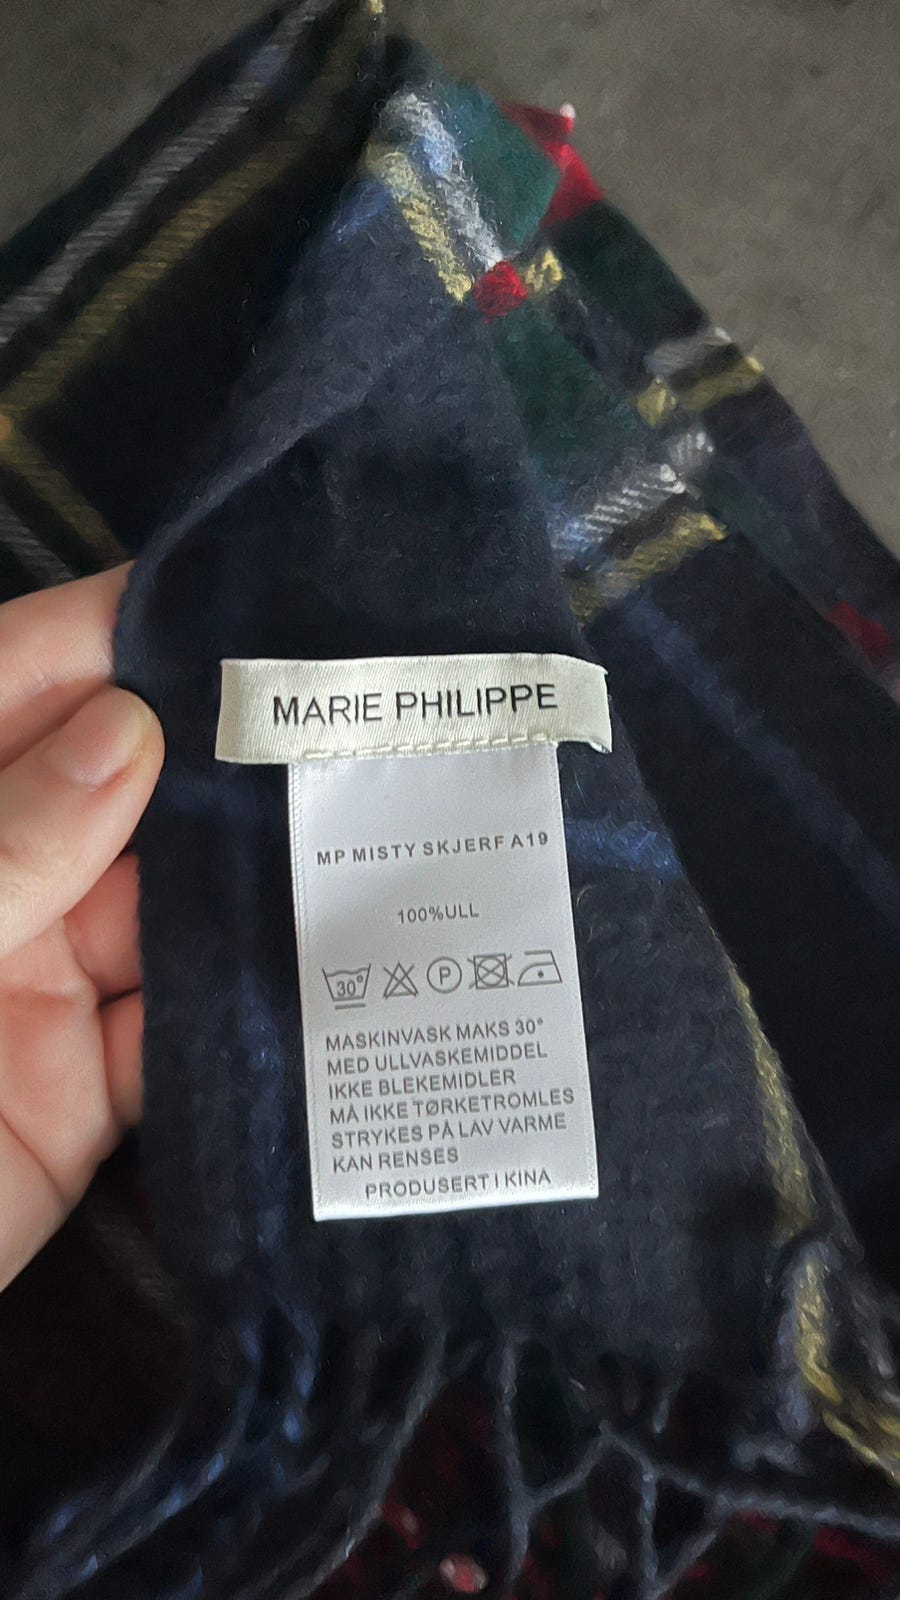 MARIE PHILIPPE
MP MISTY SKJERF A19
100%ULL
30° P
MASKINVASK MAKS 30°
MED ULLVASKEMIDDEL
IKKE BLEKEMIDLER
MÅ IKKE TØRKETROMLES
STRYKES PÅ LAV VARME
KAN RENSES
PRODUSERT I KINA